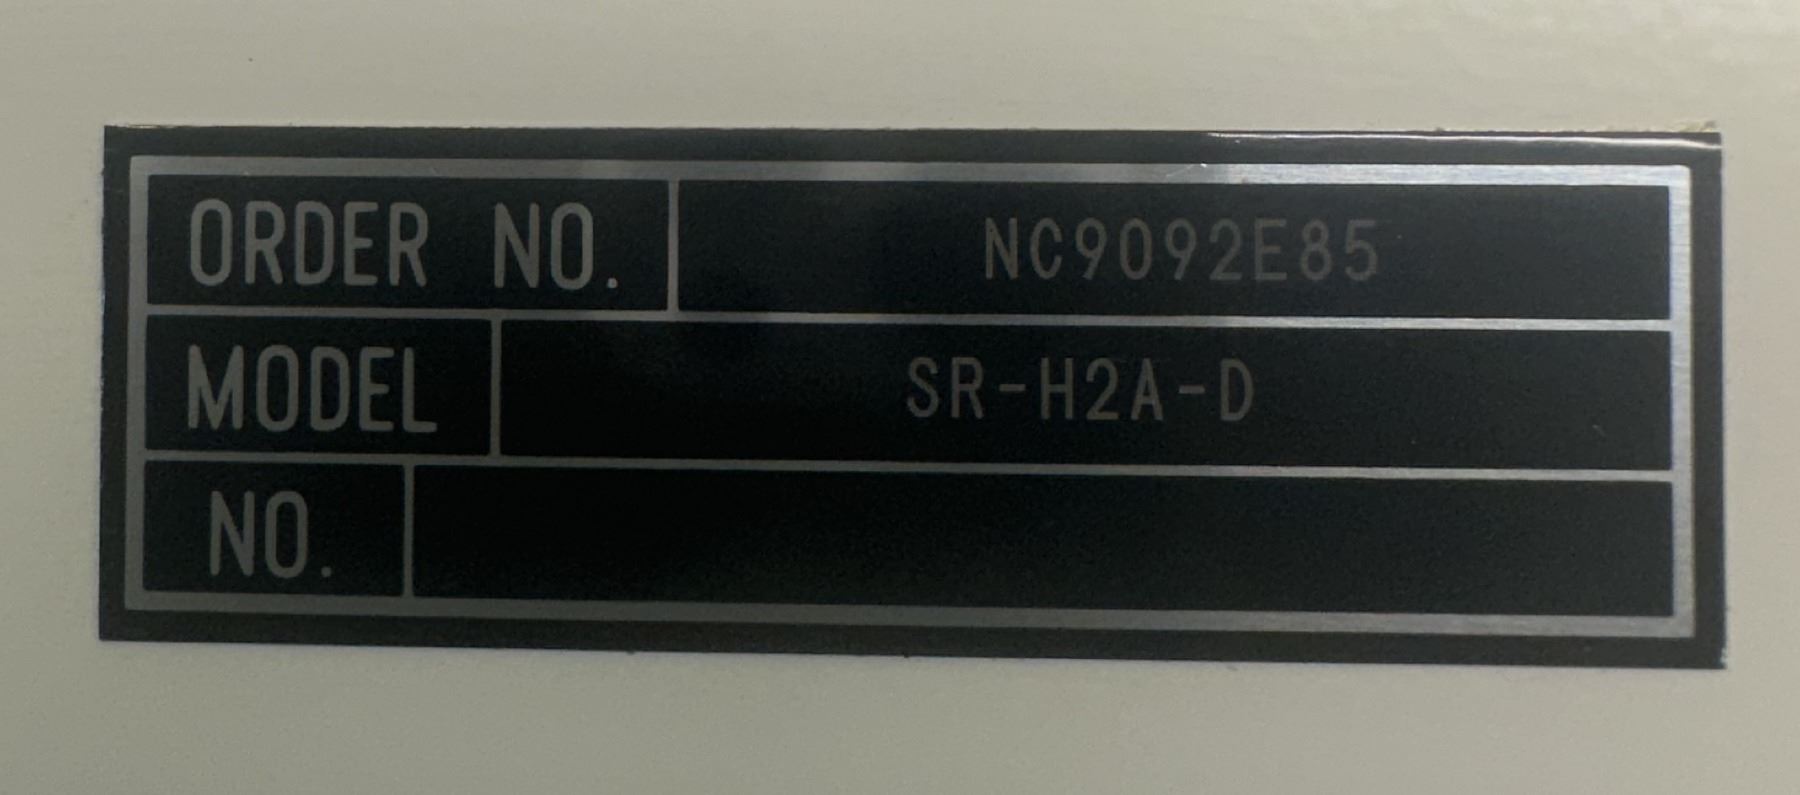 ORDER NO. NC9092E85
MODEL SR-H2A-D
NO.